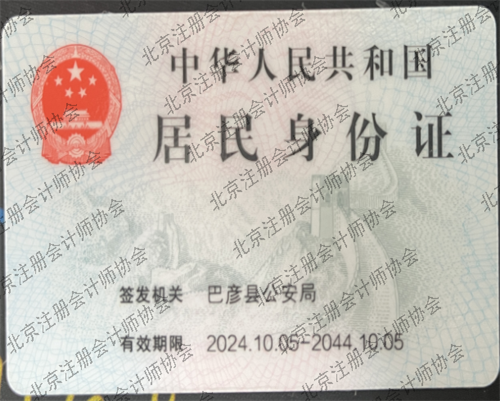 中华人民共和国
居民身份证
签发机关 巴彦县公安局
有效期限 2024.10.05-2044.10.05
北京注册会计师协会